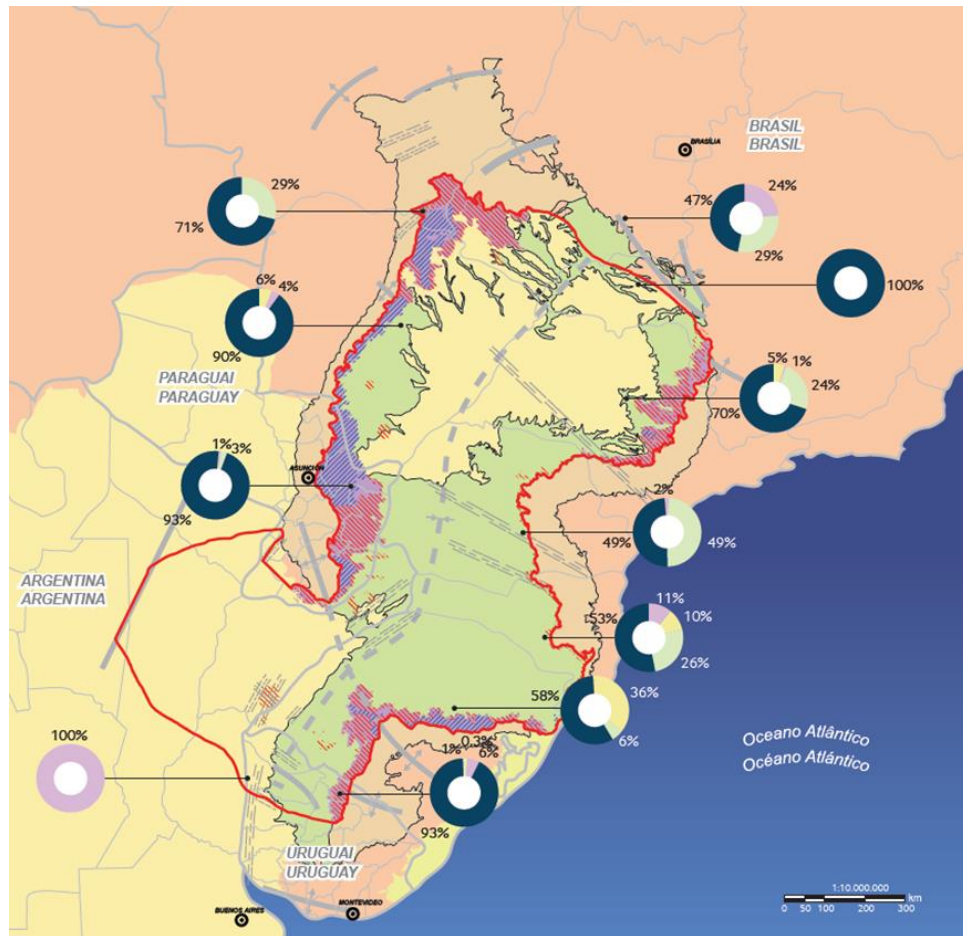 BRASÍLIA
BRASIL
BRASIL
29%
71%
24%
47%
29%
100%
6%
4%
90%
PARAGUAI
PARAGUAY
5%
1%
24%
70%
1%
3%
ASUNCIÓN
93%
2%
49%
49%
ARGENTINA
ARGENTINA
11%
53%
10%
26%
58%
36%
6%
100%
1%
0,3%
6%
93%
Oceano Atlântico
Océano Atlántico
URUGUAI
URUGUAY
BUENOS AIRES
MONTEVIDEO
1:10.000.000
km
0 50 100 200 300